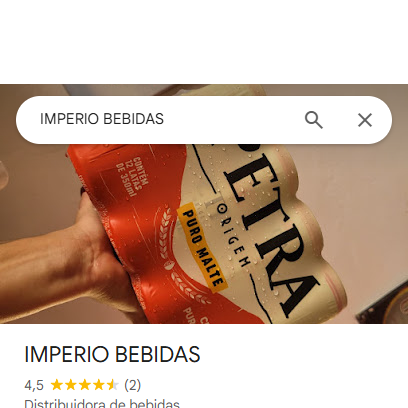 IMPERIO BEBIDAS
CONTÉM
12 LATAS
DE 350ml
PETRA
ORIGEM
PURO MALTE
IMPERIO BEBIDAS
4,5 (2)
Distribuidora de bebidas